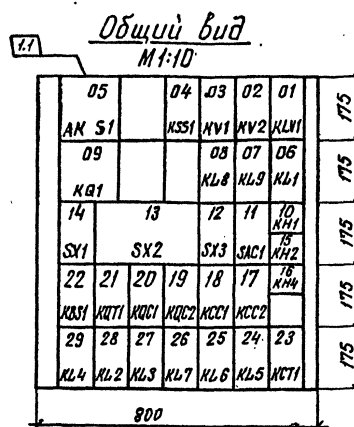 Общий вид
М1:10
1.1
05 04 03 02 01
АК S1 KSS1 KV1 KV2 KLV1
175
09 08 07 06
KQ1 KL8 KL9 KL1
175
14 13 12 11 10
KH1
15
SX1 SX2 SX3 SAC1 KH2
175
22 21 20 19 18 17 16
KH4
KBS1 KQT1 KQC1 KQC2 KCC1 KCC2
175
29 28 27 26 25 24 23
KL4 KL2 KL3 KL7 KL6 KL5 KCT1
175
800